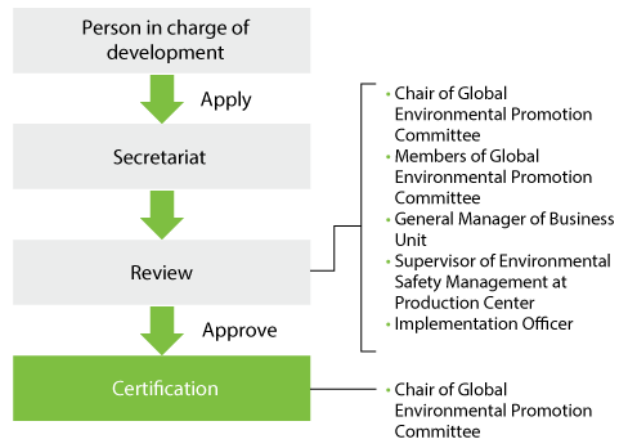 Person in charge of
development
Apply
Secretariat
Review
• Chair of Global
Environmental Promotion
Committee
• Members of Global
Environmental Promotion
Committee
• General Manager of Business
Unit
• Supervisor of Environmental
Safety Management at
Production Center
• Implementation Officer
Approve
Certification
• Chair of Global
Environmental Promotion
Committee